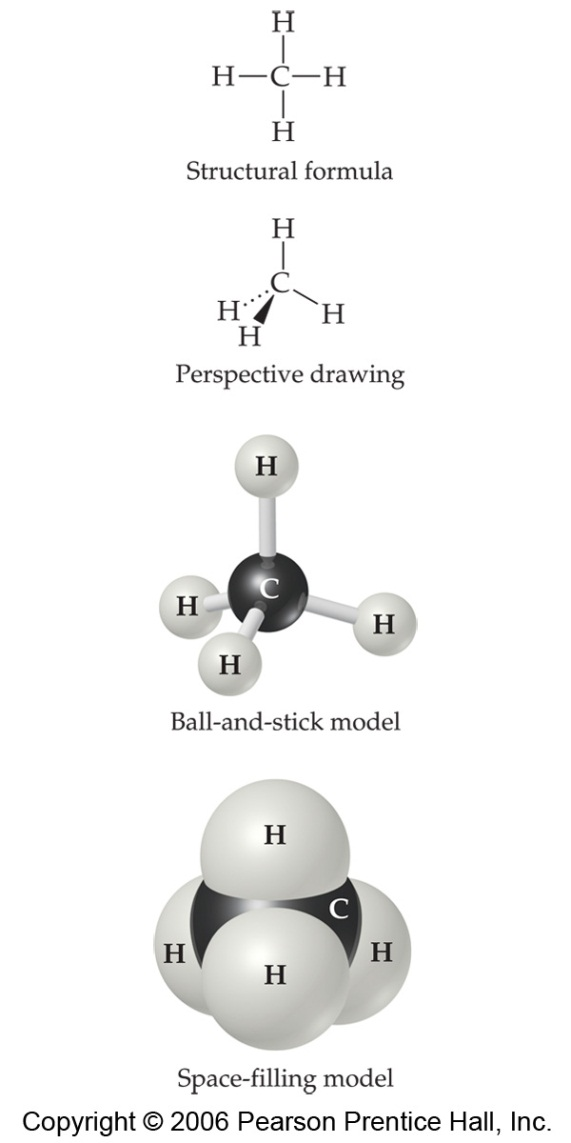 H
H—C—H
H
Structural formula
H
C
H H
H
Perspective drawing
H
C
H
H
H
Ball-and-stick model
H
C
H H
H
Space-filling model
Copyright © 2006 Pearson Prentice Hall, Inc.